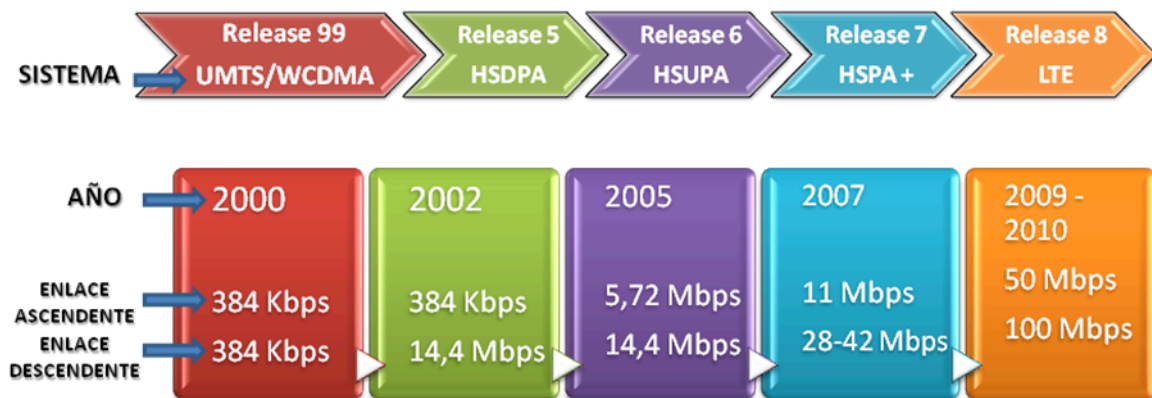 SISTEMA
Release 99
UMTS/WCDMA
Release 5
HSDPA
Release 6
HSUPA
Release 7
HSPA +
Release 8
LTE
AÑO
2000
2002
2005
2007
2009 -
2010
ENLACE
ASCENDENTE
384 Kbps
384 Kbps
5,72 Mbps
11 Mbps
50 Mbps
ENLACE
DESCENDENTE
384 Kbps
14,4 Mbps
14,4 Mbps
28-42 Mbps
100 Mbps